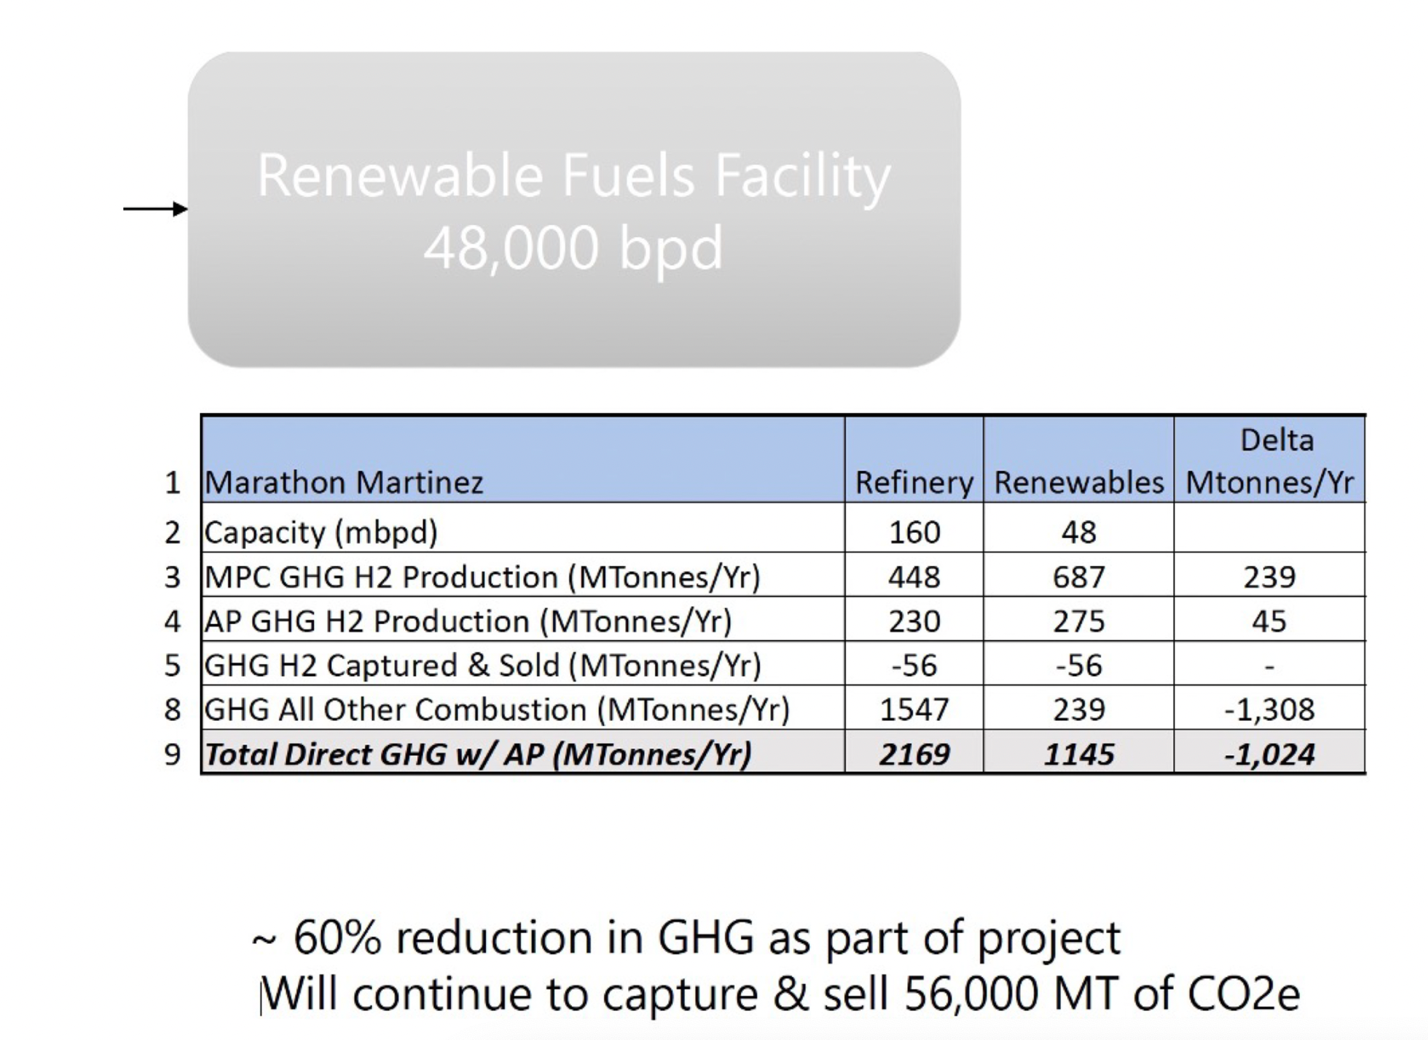 Renewable Fuels Facility
48,000 bpd
Delta
1 Marathon Martinez Refinery Renewables Mtonnes/Yr
2 Capacity (mbpd) 160 48
3 MPC GHG H2 Production (MTonnes/Yr) 448 687 239
4 AP GHG H2 Production (MTonnes/Yr) 230 275 45
5 GHG H2 Captured & Sold (MTonnes/Yr) -56 -56 -
8 GHG All Other Combustion (MTonnes/Yr) 1547 239 -1,308
9 Total Direct GHG w/ AP (MTonnes/Yr) 2169 1145 -1,024
~ 60% reduction in GHG as part of project
Will continue to capture & sell 56,000 MT of CO2e